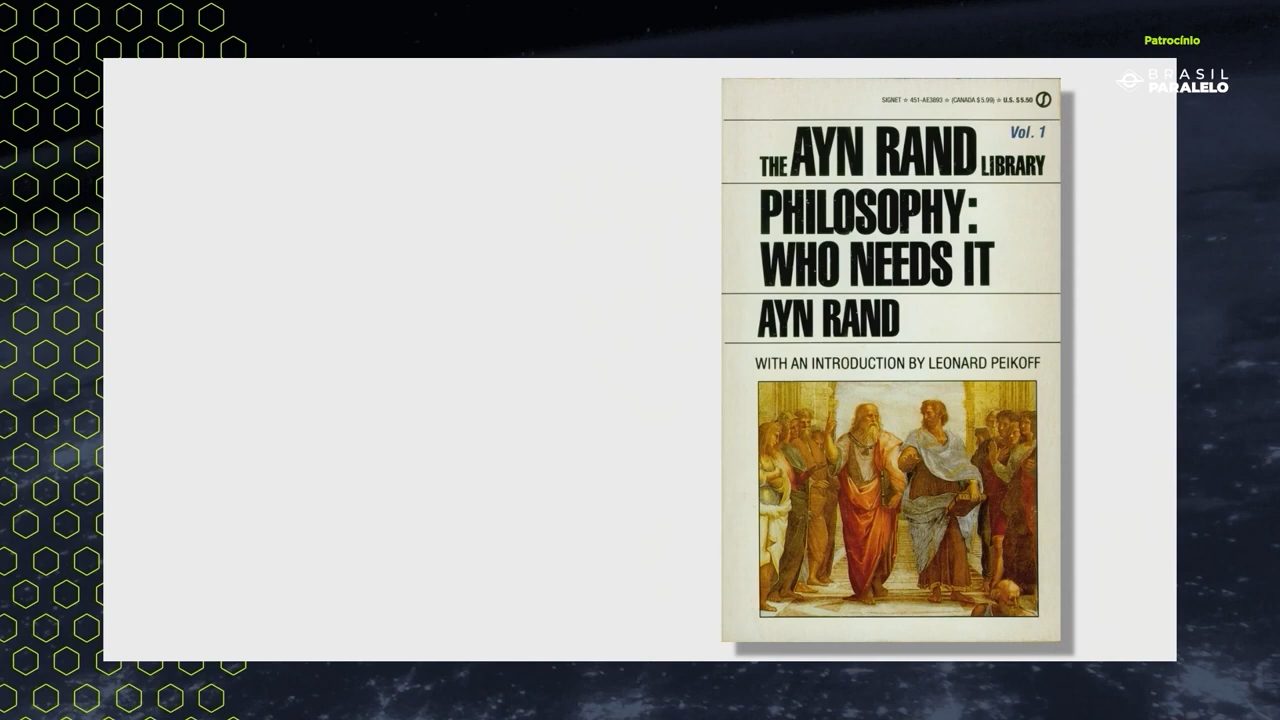 Patrocínio
BRASIL
PARALELO
SIGNET ☆ 451-AE3893 ☆ (CANADA $5.99) ☆ U.S. $5.50
Vol. 1
THE AYN RAND LIBRARY
PHILOSOPHY:
WHO NEEDS IT
AYN RAND
WITH AN INTRODUCTION BY LEONARD PEIKOFF